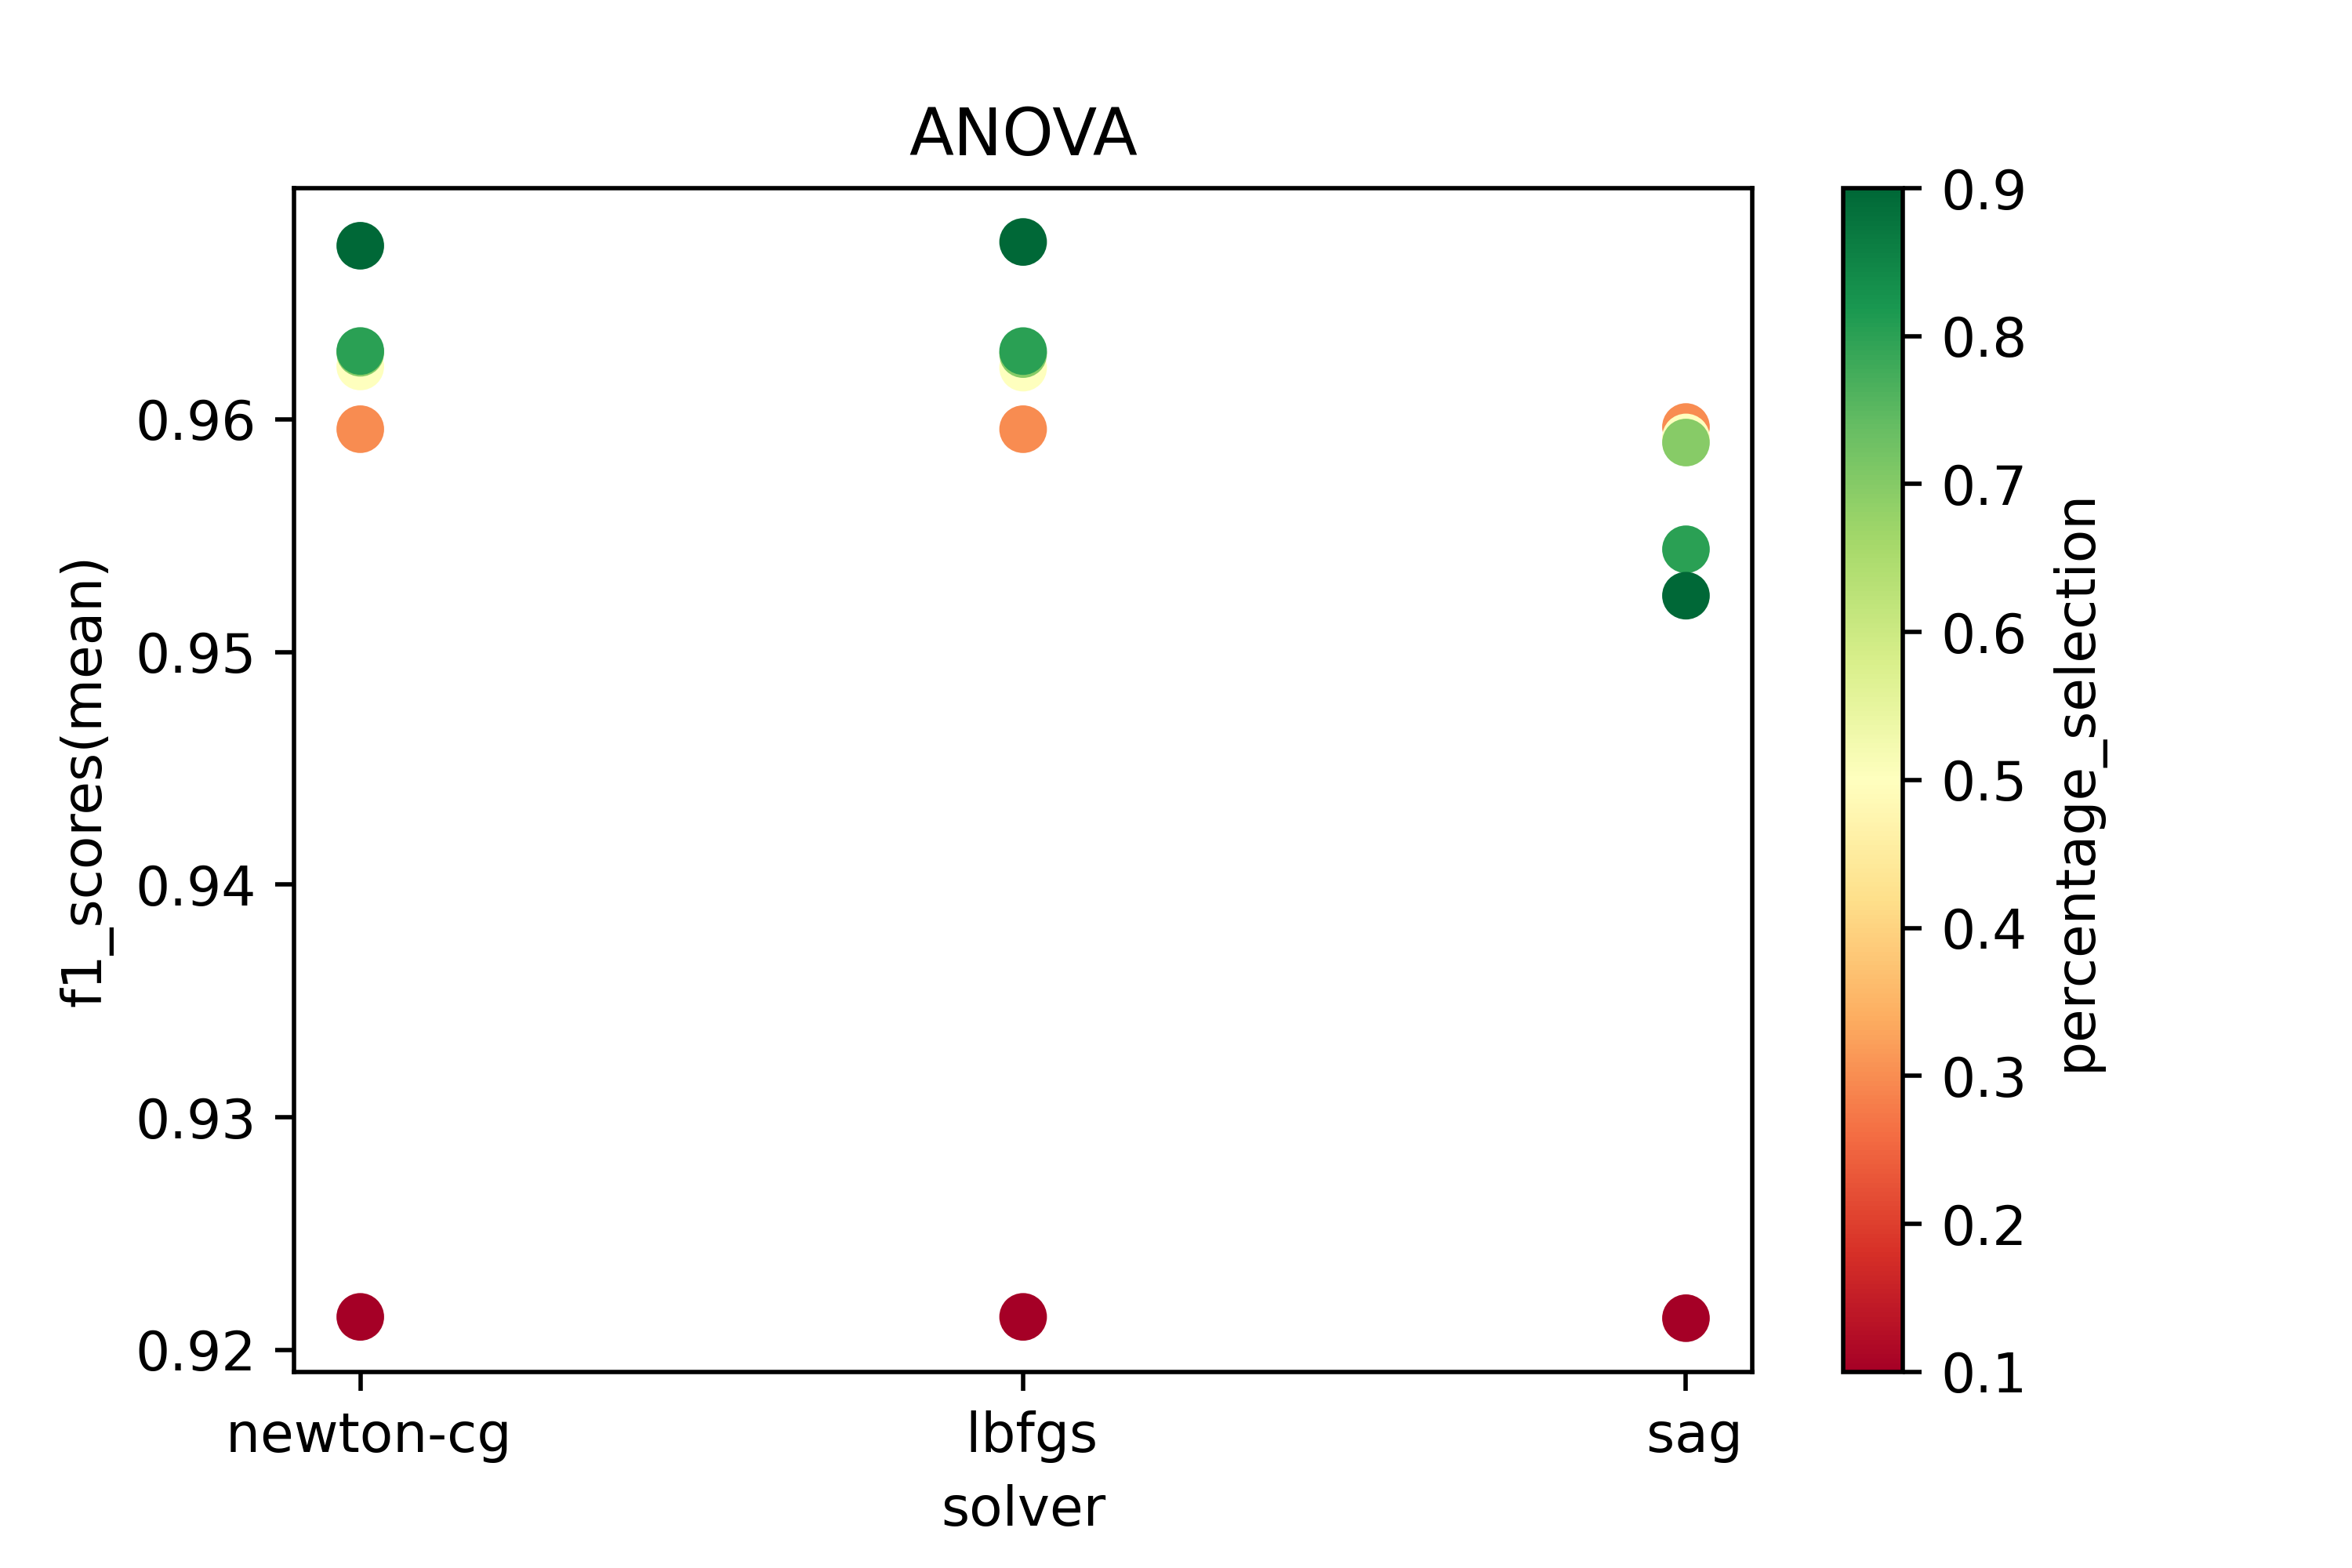 ANOVA
f1_scores(mean)
0.96
0.95
0.94
0.93
0.92
newton-cg
lbfgs
sag
solver
0.9
0.8
0.7
0.6
0.5
0.4
0.3
0.2
0.1
percentage_selection